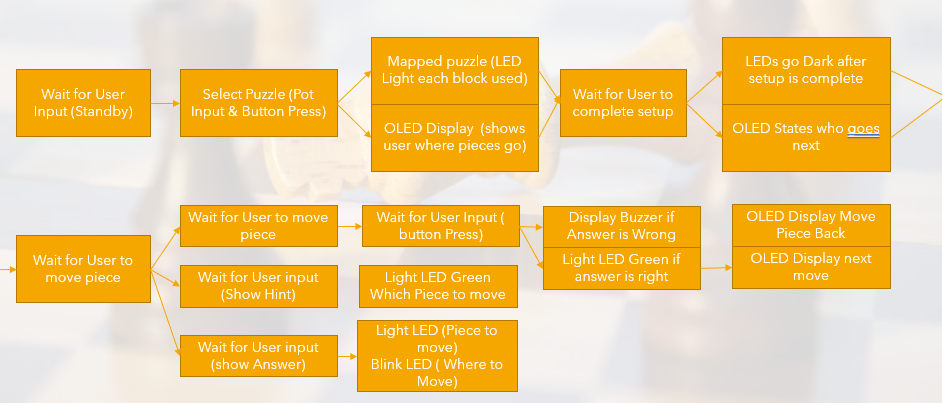 Wait for User
Input (Standby)
Select Puzzle (Pot
Input & Button Press)
Mapped puzzle (LED
Light each block used)
OLED Display  (shows
user where pieces go)
Wait for User to
complete setup
LEDs go Dark after
setup is complete
OLED States who goes
next
Wait for User to
move piece
Wait for User to move
piece
Wait for User Input (
button Press)
Display Buzzer if
Answer is Wrong
Light LED Green if
answer is right
OLED Display Move
Piece Back
OLED Display next
move
Wait for User input
(Show Hint)
Light LED Green
Which Piece to move
Wait for User input
(show Answer)
Light LED (Piece to
move)
Blink LED ( Where to
Move)